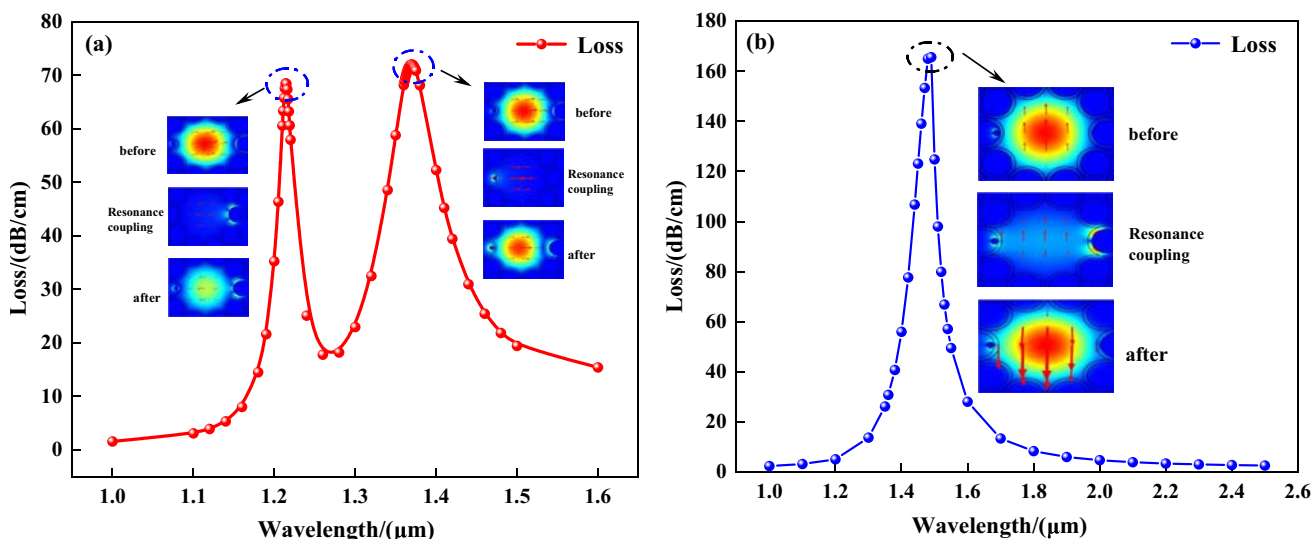 (a)
Loss
80
70
60
50
40
30
20
10
0
Loss/(dB/cm)
before
Resonance
coupling
after
before
Resonance
coupling
after
1.0
1.1
1.2
1.3
1.4
1.5
1.6
Wavelength/(μm)
(b)
Loss
180
160
140
120
100
80
60
40
20
0
Loss/(dB/cm)
before
Resonance
coupling
after
1.0
1.2
1.4
1.6
1.8
2.0
2.2
2.4
2.6
Wavelength/(μm)